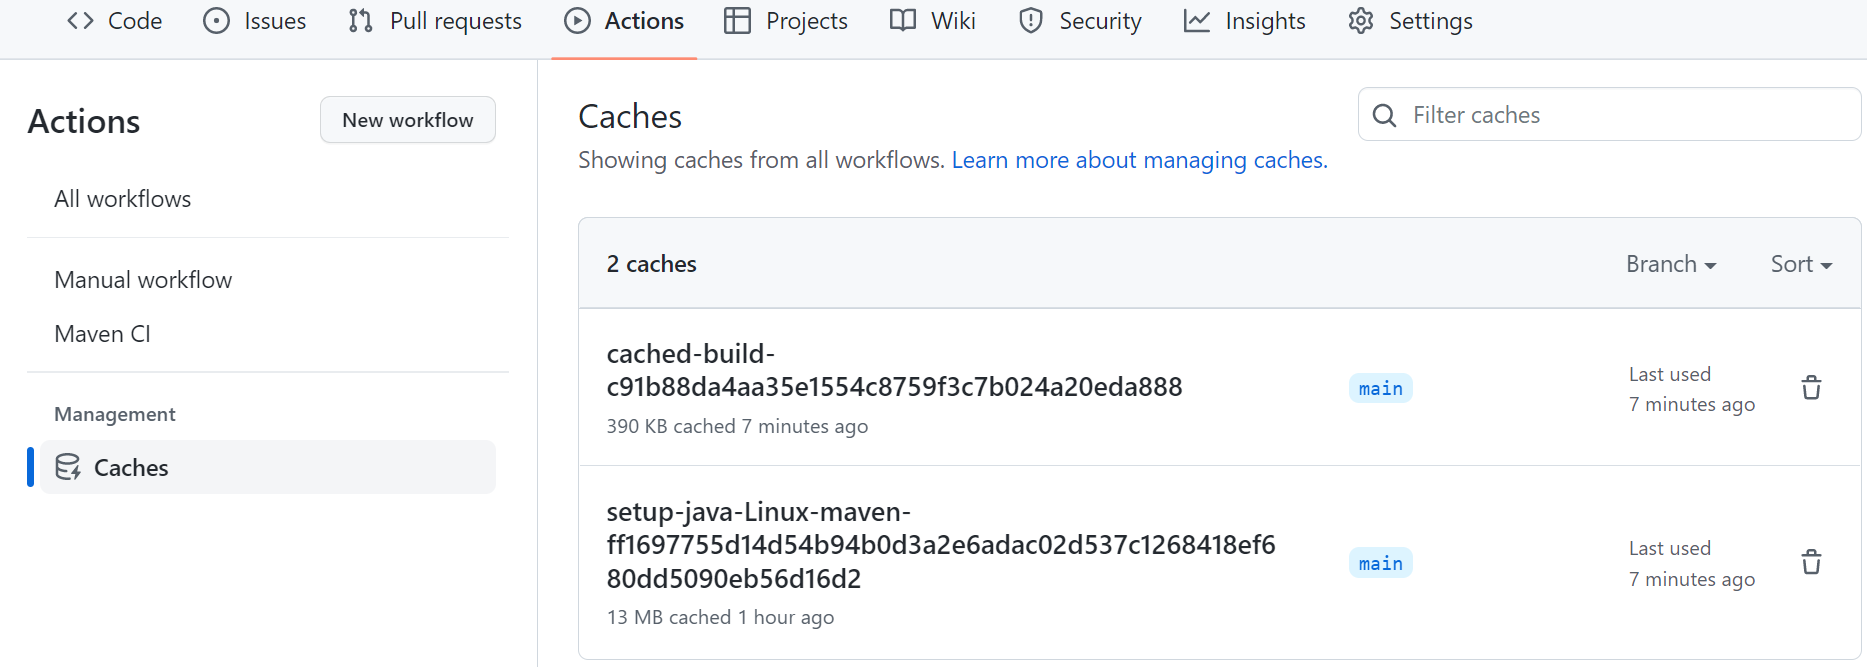 Code Issues Pull requests Actions Projects Wiki Security Insights Settings
Actions
New workflow
All workflows
Manual workflow
Maven CI
Management
Caches
Caches
Filter caches
Showing caches from all workflows. Learn more about managing caches.
2 caches
Branch
Sort
cached-build-
c91b88da4aa35e1554c8759f3c7b024a20eda888
390 KB cached 7 minutes ago
main
Last used
7 minutes ago
setup-java-Linux-maven-
ff1697755d14d54b94b0d3a2e6adac02d537c1268418ef6
80dd5090eb56d16d2
13 MB cached 1 hour ago
main
Last used
7 minutes ago